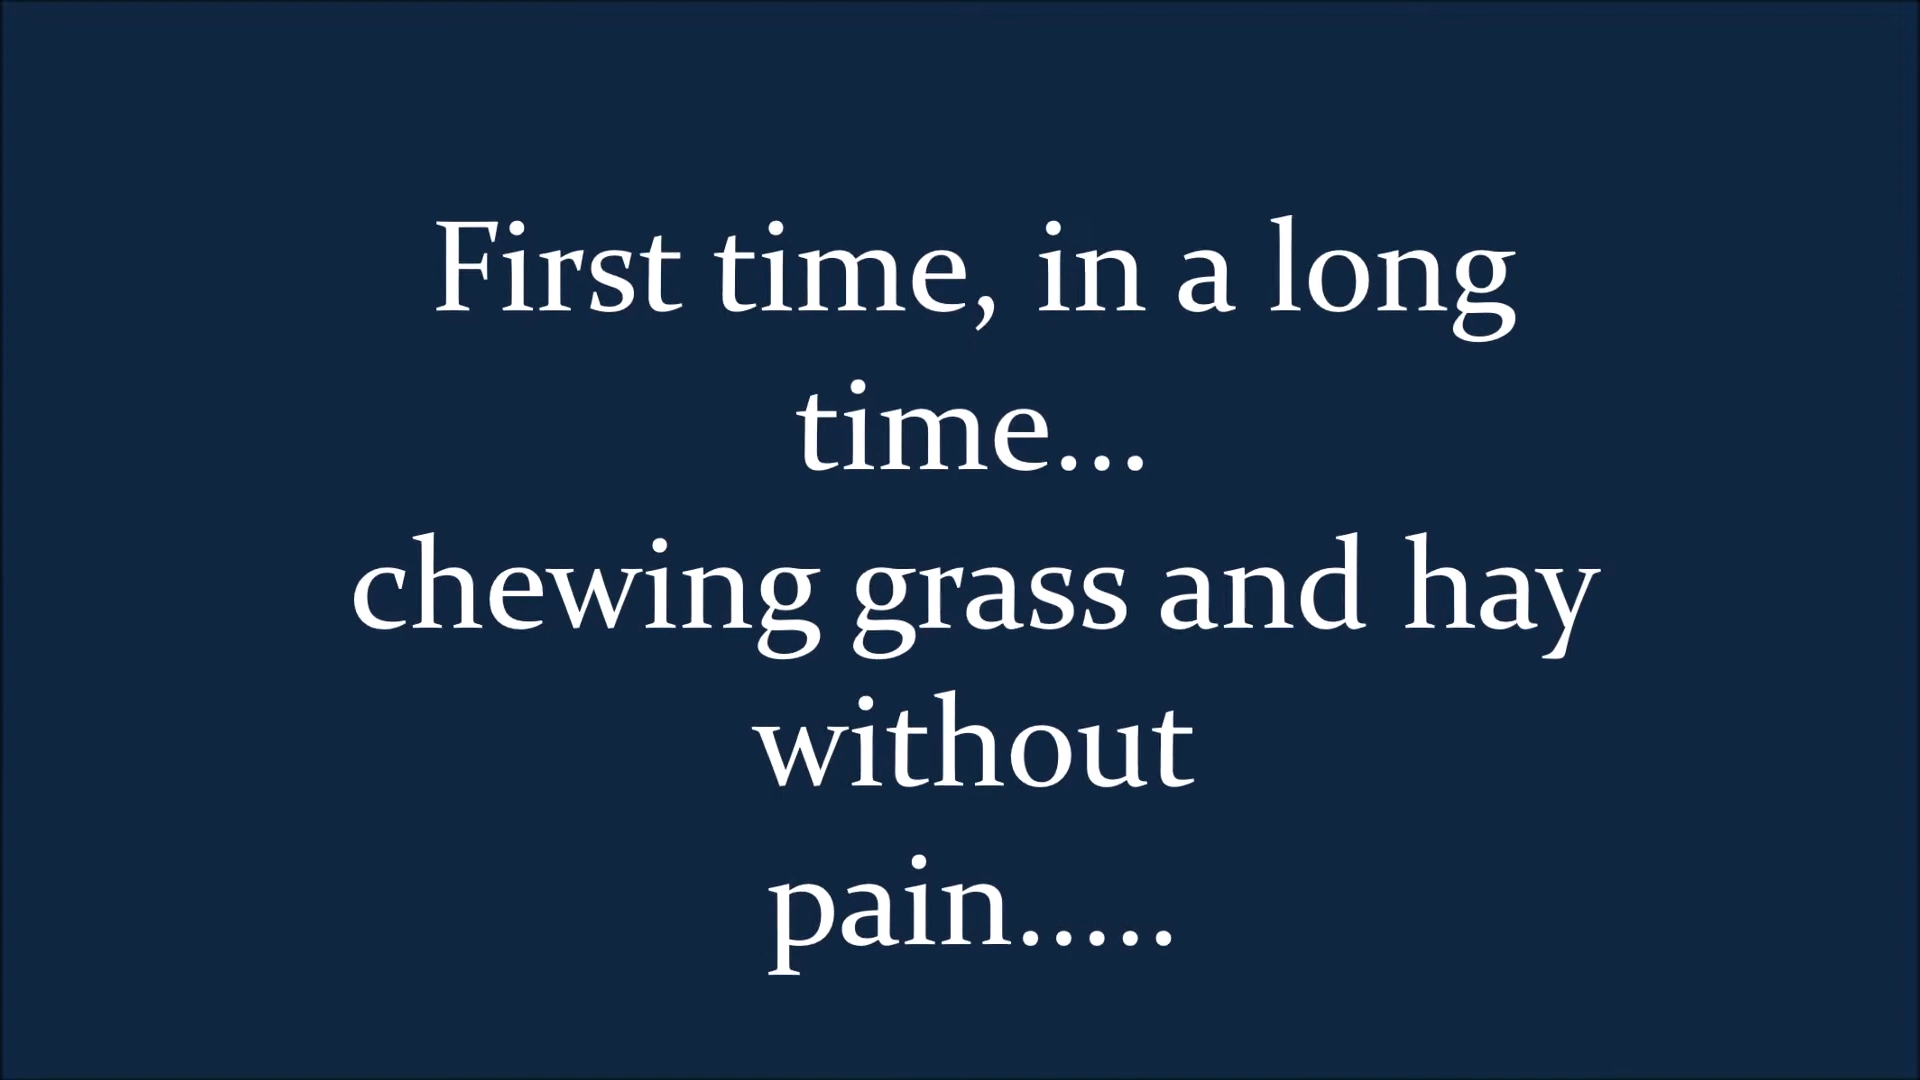 First time, in a long
time...
chewing grass and hay
without
pain.....